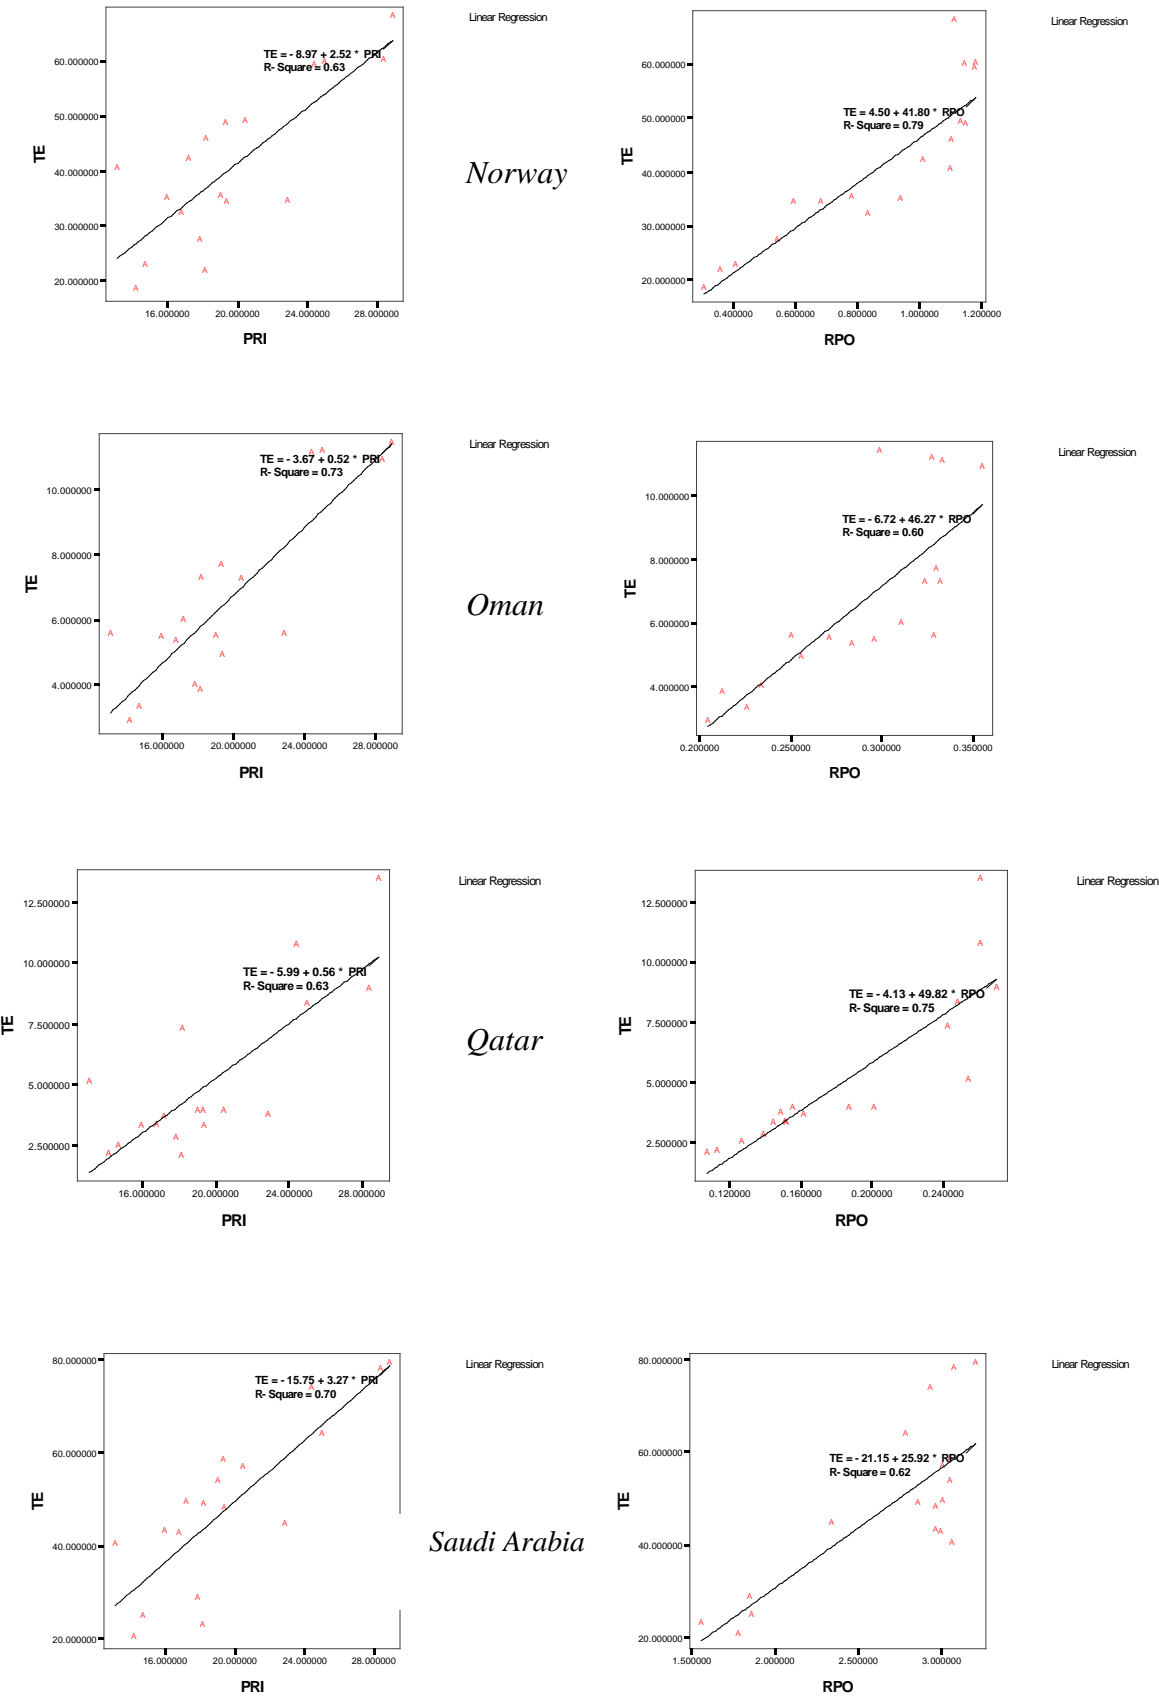 Linear Regression
TE = - 8.97 + 2.52 * PRI
R- Square = 0.63
60.000000
50.000000
40.000000
30.000000
20.000000
TE
16.000000 20.000000 24.000000 28.000000
PRI
Norway
Linear Regression
TE = 4.50 + 41.80 * RPO
R- Square = 0.79
60.000000
50.000000
40.000000
30.000000
20.000000
TE
0.400000 0.600000 0.800000 1.000000 1.200000
RPO
Linear Regression
TE = - 3.67 + 0.52 * PRI
R- Square = 0.73
10.000000
8.000000
6.000000
4.000000
TE
16.000000 20.000000 24.000000 28.000000
PRI
Oman
Linear Regression
TE = - 6.72 + 46.27 * RPO
R- Square = 0.60
10.000000
8.000000
6.000000
4.000000
TE
0.200000 0.250000 0.300000 0.350000
RPO
Linear Regression
TE = - 5.99 + 0.56 * PRI
R- Square = 0.63
12.500000
10.000000
7.500000
5.000000
2.500000
TE
16.000000 20.000000 24.000000 28.000000
PRI
Qatar
Linear Regression
TE = - 4.13 + 49.82 * RPO
R- Square = 0.75
12.500000
10.000000
7.500000
5.000000
2.500000
TE
0.120000 0.160000 0.200000 0.240000
RPO
Linear Regression
TE = - 15.75 + 3.27 * PRI
R- Square = 0.70
80.000000
60.000000
40.000000
20.000000
TE
16.000000 20.000000 24.000000 28.000000
PRI
Saudi Arabia
Linear Regression
TE = - 21.15 + 25.92 * RPO
R- Square = 0.62
80.000000
60.000000
40.000000
20.000000
TE
1.500000 2.000000 2.500000 3.000000
RPO